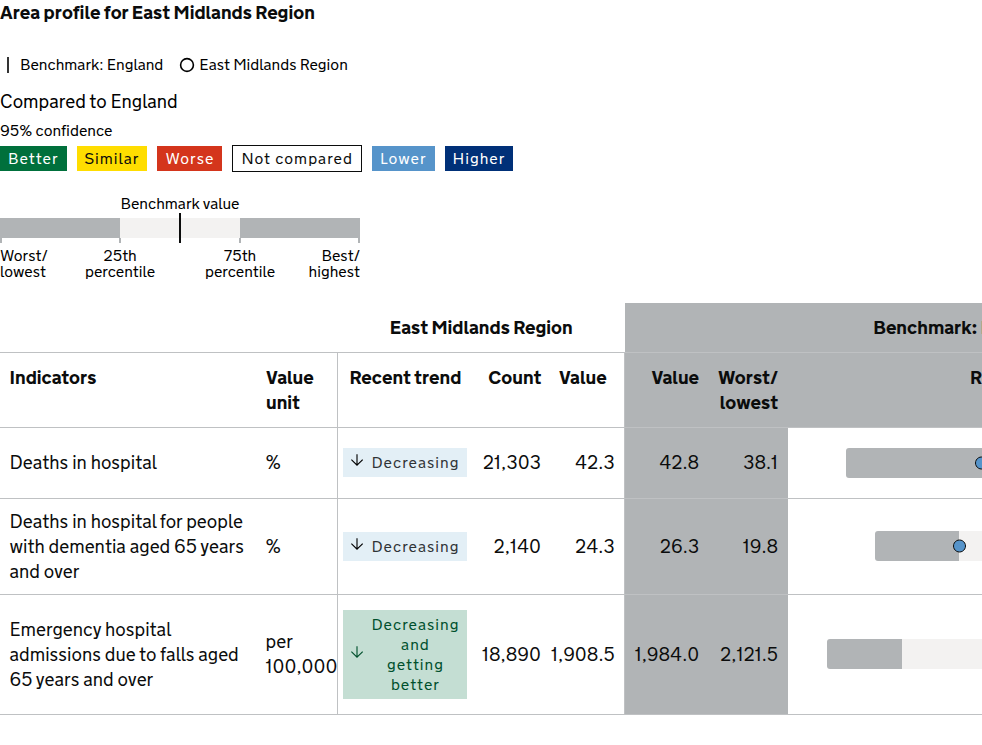 Area profile for East Midlands Region
Benchmark: England East Midlands Region
Compared to England
95% confidence
Better Similar Worse Not compared Lower Higher
Benchmark value
Worst/ 25th 75th Best/
lowest percentile percentile highest
East Midlands Region Benchmark:
Indicators Value Recent trend Count Value Value Worst/ R
unit lowest
Deaths in hospital % ↓ Decreasing 21,303 42.3 42.8 38.1
Deaths in hospital for people
with dementia aged 65 years % ↓ Decreasing 2,140 24.3 26.3 19.8
and over
Emergency hospital
admissions due to falls aged
65 years and over
per
100,000
↓ Decreasing
and
getting
better
18,890 1,908.5 1,984.0 2,121.5